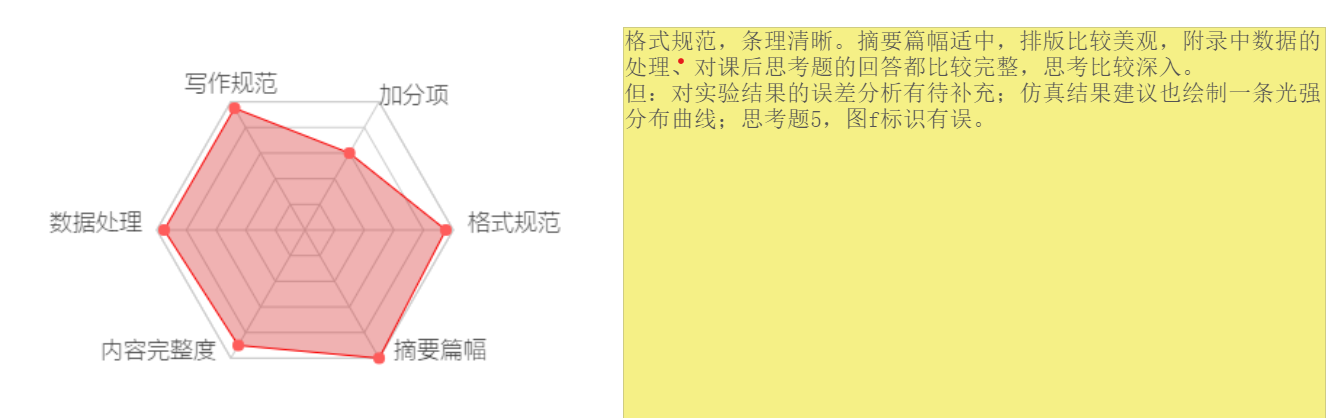 写作规范
加分项
数据处理
格式规范
内容完整度
摘要篇幅
格式规范，条理清晰。摘要篇幅适中，排版比较美观，附录中数据的
处理、对课后思考题的回答都比较完整，思考比较深入。
但：对实验结果的误差分析有待补充；仿真结果建议也绘制一条光强
分布曲线；思考题5，图f标识有误。